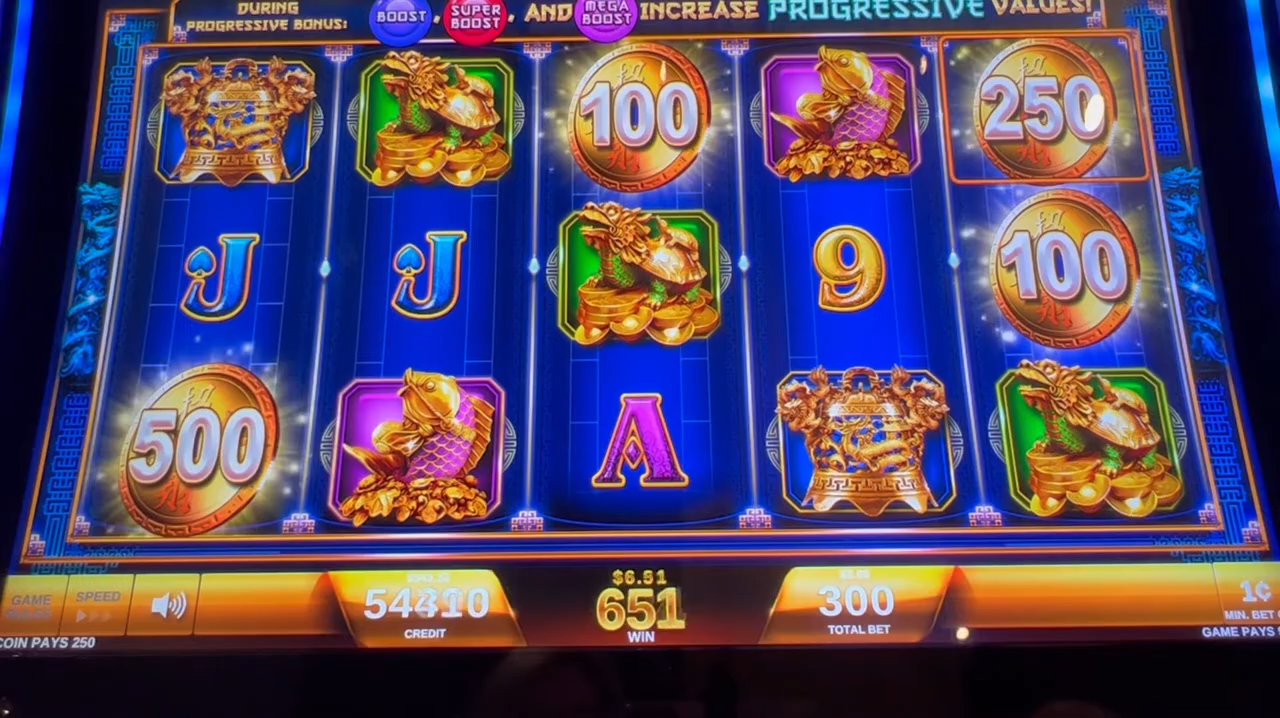 DURING
PROGRESSIVE BONUS:
BOOST, SUPER BOOST, AND MEGA BOOST INCREASE PROGRESSIVE VALUES!
100
250
J
J
9
100
500
A
GAME
SPEED
CREDIT
$6.51
651
WIN
300
TOTAL BET
1¢
MIN. BET
COIN PAYS 250
GAME PAYS